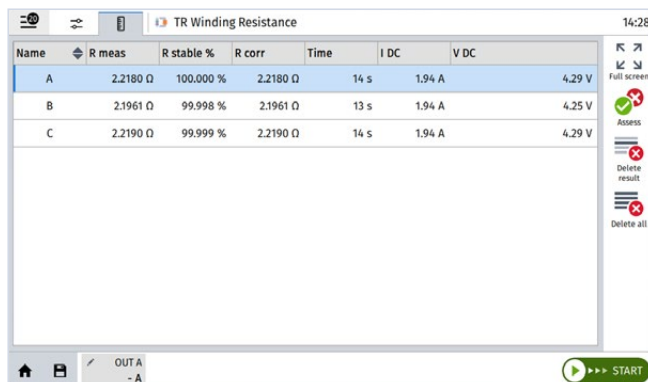 20
TR Winding Resistance
14:28
Name R meas R stable % R corr Time I DC V DC
A 2.2180 Ω 100.000 % 2.2180 Ω 14 s 1.94 A 4.29 V
B 2.1961 Ω 99.998 % 2.1961 Ω 13 s 1.94 A 4.25 V
C 2.2190 Ω 99.999 % 2.2190 Ω 14 s 1.94 A 4.29 V
Full screen
Assess
Delete
result
Delete all
OUT A
- A
START